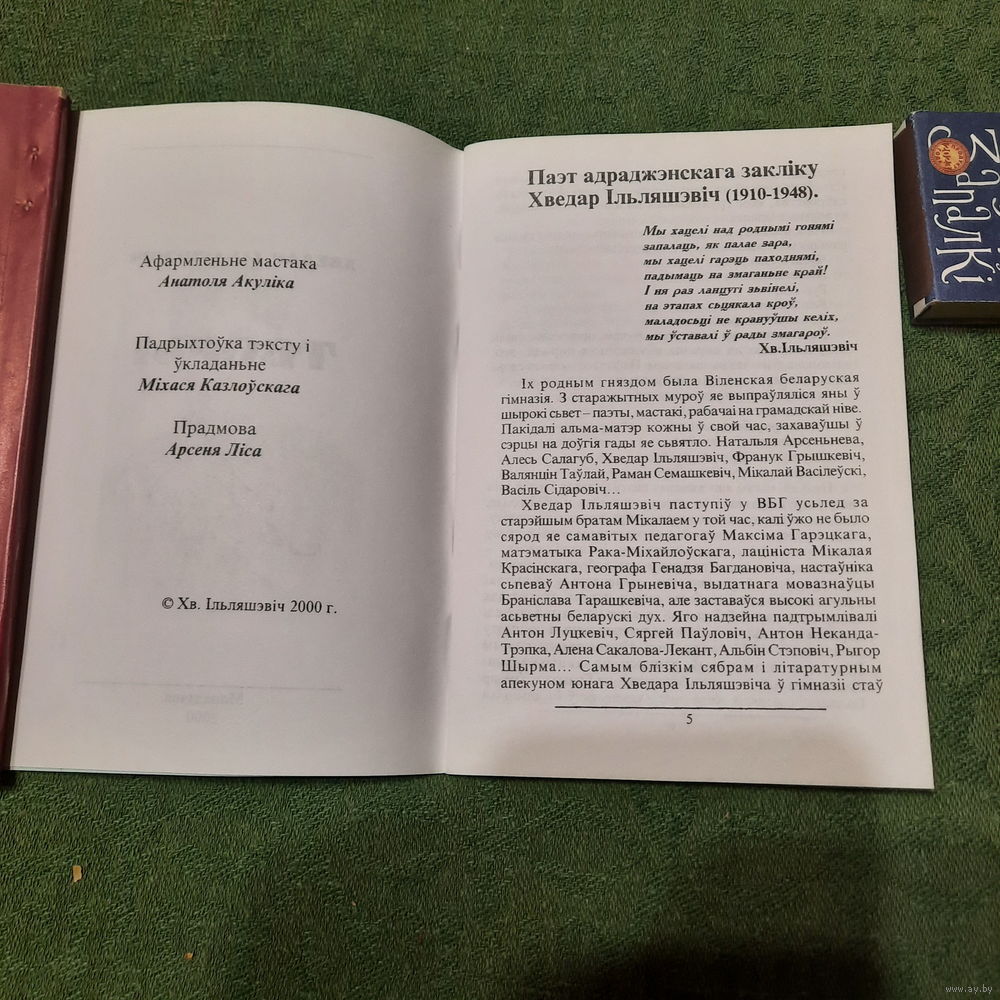 Афармленьне мастака
Анатоля Акуліка
Падрыхтоўка тэксту і
ўкладаньне
Міхася Казлоўскага
Прадмова
Арсеня Ліса
© Хв. Ільляшэвіч 2000 г.
Паэт адраджэнскага закліку
Хведар Ільляшэвіч (1910-1948).
Мы хацелі над роднымі гонямі
запалаць, як палае зара,
мы хацелі гарэць паходнямі,
падымаць на змаганьне край!
І ня раз ланцугі зьвінелі,
на этапах сьцякала кроў,
маладосьці не крануўшы келіх,
мы ўставалі ў рады змагароў.
Хв.Ільляшэвіч
Іх родным гняздом была Віленская беларуская
гімназія. З старажытных муроў яе выпраўляліся яны ў
шырокі сьвет – паэты, мастакі, рабачаі на грамадскай ніве.
Пакідалі альма-матэр кожны ў свой час, захаваўшы ў
сэрцы на доўгія гады яе сьвятло. Натальля Арсеньнева,
Алесь Салагуб, Хведар Ільляшэвіч, Франук Грышкевіч,
Валянцін Таўлай, Раман Семашкевіч, Мікалай Васілеўскі,
Васіль Сідаровіч...
Хведар Ільляшэвіч паступіў у ВБГ усьлед за
старэйшым братам Мікалаем у той час, калі ўжо не было
сярод яе самавітых педагогаў Максіма Гарэцкага,
матэматыка Рака-Міхайлоўскага, лацініста Мікалая
Красінскага, географа Генадзя Багдановіча, настаўніка
сьпеваў Антона Грыневіча, выдатнага мовазнаўцы
Браніслава Тарашкевіча, але заставаўся высокі агульны
асьветны беларускі дух. Яго надзейна падтрымлівалі
Антон Луцкевіч, Сяргей Паўловіч, Антон Неканда-
Трэпка, Алена Сакалова-Лекант, Альбін Стэповіч, Рыгор
Шырма... Самым блізкім сябрам і літаратурным
апекуном юнага Хведара Ільляшэвіча ў гімназіі стаў
5
Запалкі
www.ay.by